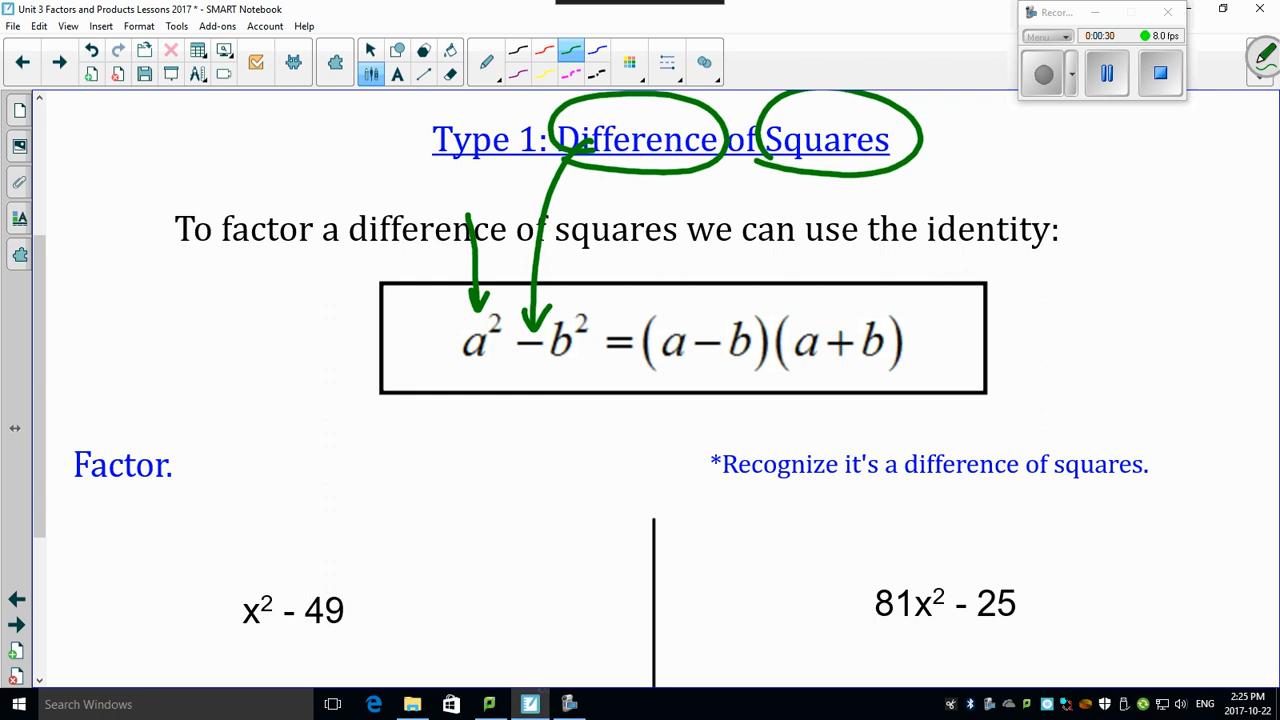 Unit 3 Factors and Products Lessons 2017 * - SMART Notebook
File Edit View Insert Format Tools Add-ons Account Help
Recor...
Menu
0:00:30
8.0 fps
Type 1: Difference of Squares
To factor a difference of squares we can use the identity:
a² − b² = (a − b)(a + b)
Factor.
*Recognize it's a difference of squares.
x² - 49
81x² - 25
Search Windows
ENG
2:25 PM
2017-10-22